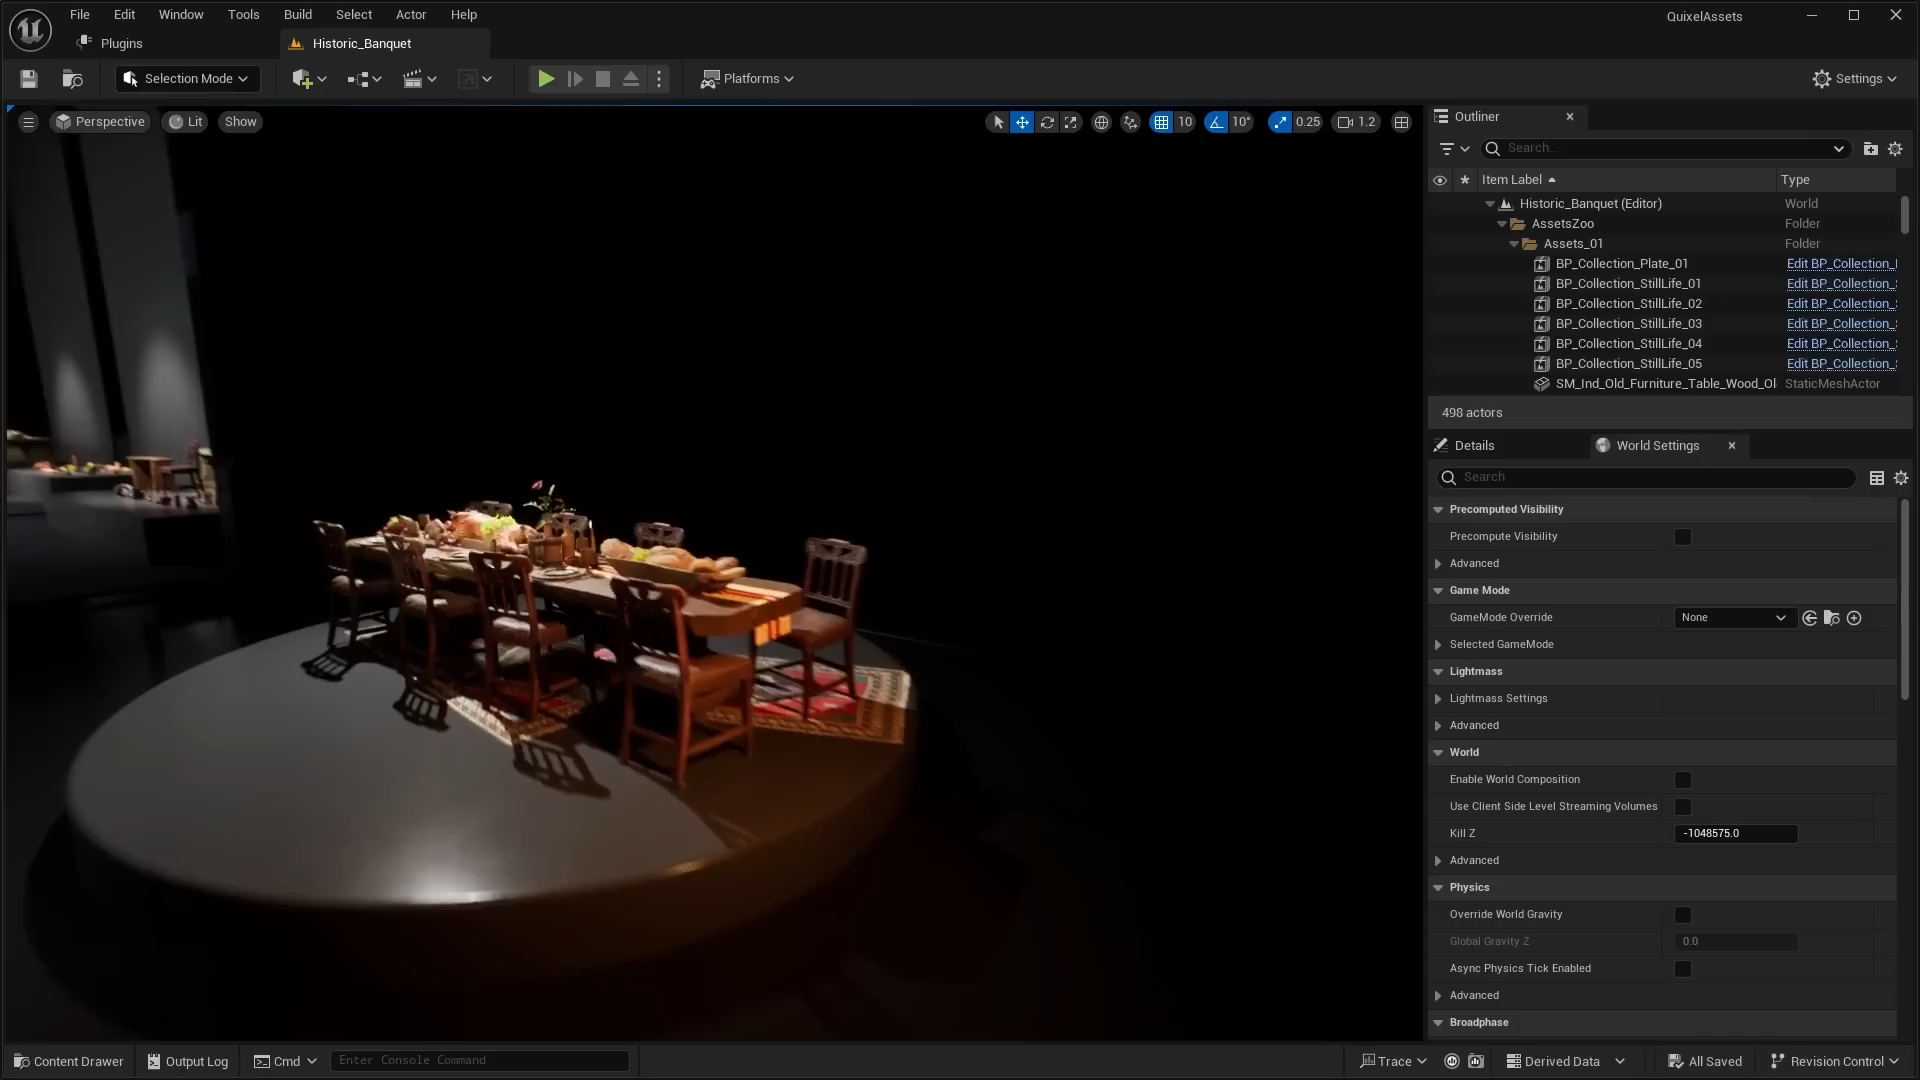 File Edit Window Tools Build Select Actor Help
QuixelAssets
Plugins
Historic_Banquet
Selection Mode
Platforms
Settings
Perspective
Lit
Show
10
10°
0.25
1.2
Outliner
Search...
Item Label
Type
Historic_Banquet (Editor)
World
AssetsZoo
Folder
Assets_01
Folder
BP_Collection_Plate_01
Edit BP_Collection_
BP_Collection_StillLife_01
Edit BP_Collection_
BP_Collection_StillLife_02
Edit BP_Collection_
BP_Collection_StillLife_03
Edit BP_Collection_
BP_Collection_StillLife_04
Edit BP_Collection_
BP_Collection_StillLife_05
Edit BP_Collection_
SM_Ind_Old_Furniture_Table_Wood_Ol
StaticMeshActor
498 actors
Details
World Settings
Search
Precomputed Visibility
Precompute Visibility
Advanced
Game Mode
GameMode Override
None
Selected GameMode
Lightmass
Lightmass Settings
Advanced
World
Enable World Composition
Use Client Side Level Streaming Volumes
Kill Z
-1048575.0
Advanced
Physics
Override World Gravity
Global Gravity Z
0.0
Async Physics Tick Enabled
Advanced
Broadphase
Content Drawer
Output Log
Cmd
Enter Console Command
Trace
Derived Data
All Saved
Revision Control